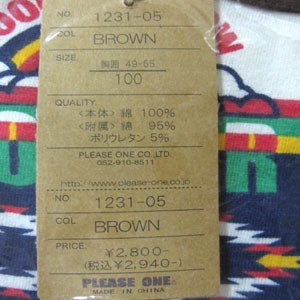 NO. 1231-05
COL. BROWN
SIZE: 胸囲 49-55
100
QUALITY:
〈本体〉綿 100%
〈附属〉綿 95%
ポリウレタン 5%
PLEASE ONE CO.,LTD.
052-910-8511
http://www.please-one.co.jp
NO. 1231-05
COL BROWN
PRICE: ¥2,800-
(税込¥2,940-)
PLEASE ONE
MADE IN CHINA